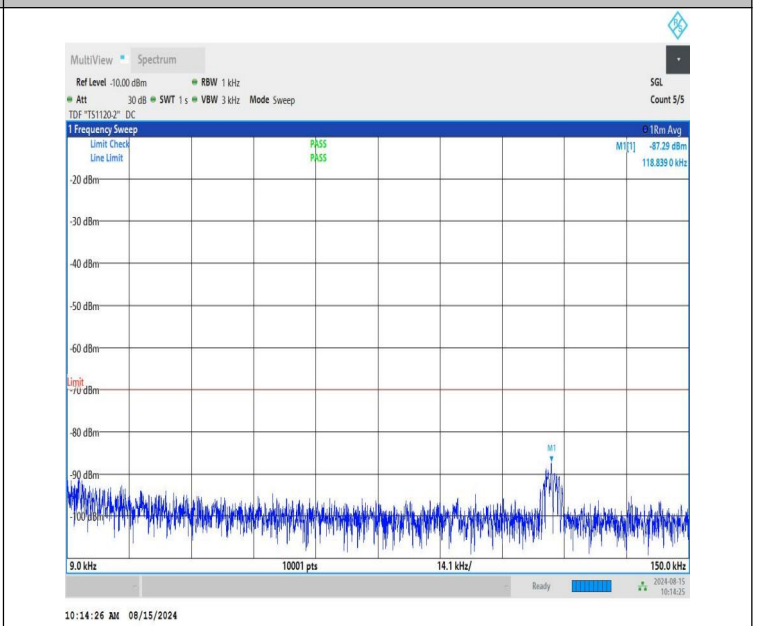 R&S
MultiView Spectrum
Ref Level -10.00 dBm RBW 1 kHz SGL
Att 30 dB SWT 1 s VBW 3 kHz Mode Sweep Count 5/5
TDF "TS1120-2" DC
1 Frequency Sweep 1Rm Avg
Limit Check PASS M1[1] -87.29 dBm
Line Limit PASS 118.839 0 kHz
-20 dBm
-30 dBm
-40 dBm
-50 dBm
-60 dBm
Limit
-70 dBm
-80 dBm
M1
-90 dBm
-100 dBm
9.0 kHz 10001 pts 14.1 kHz/ 150.0 kHz
Ready 2024-08-15
10:14:25
10:14:26 AM 08/15/2024